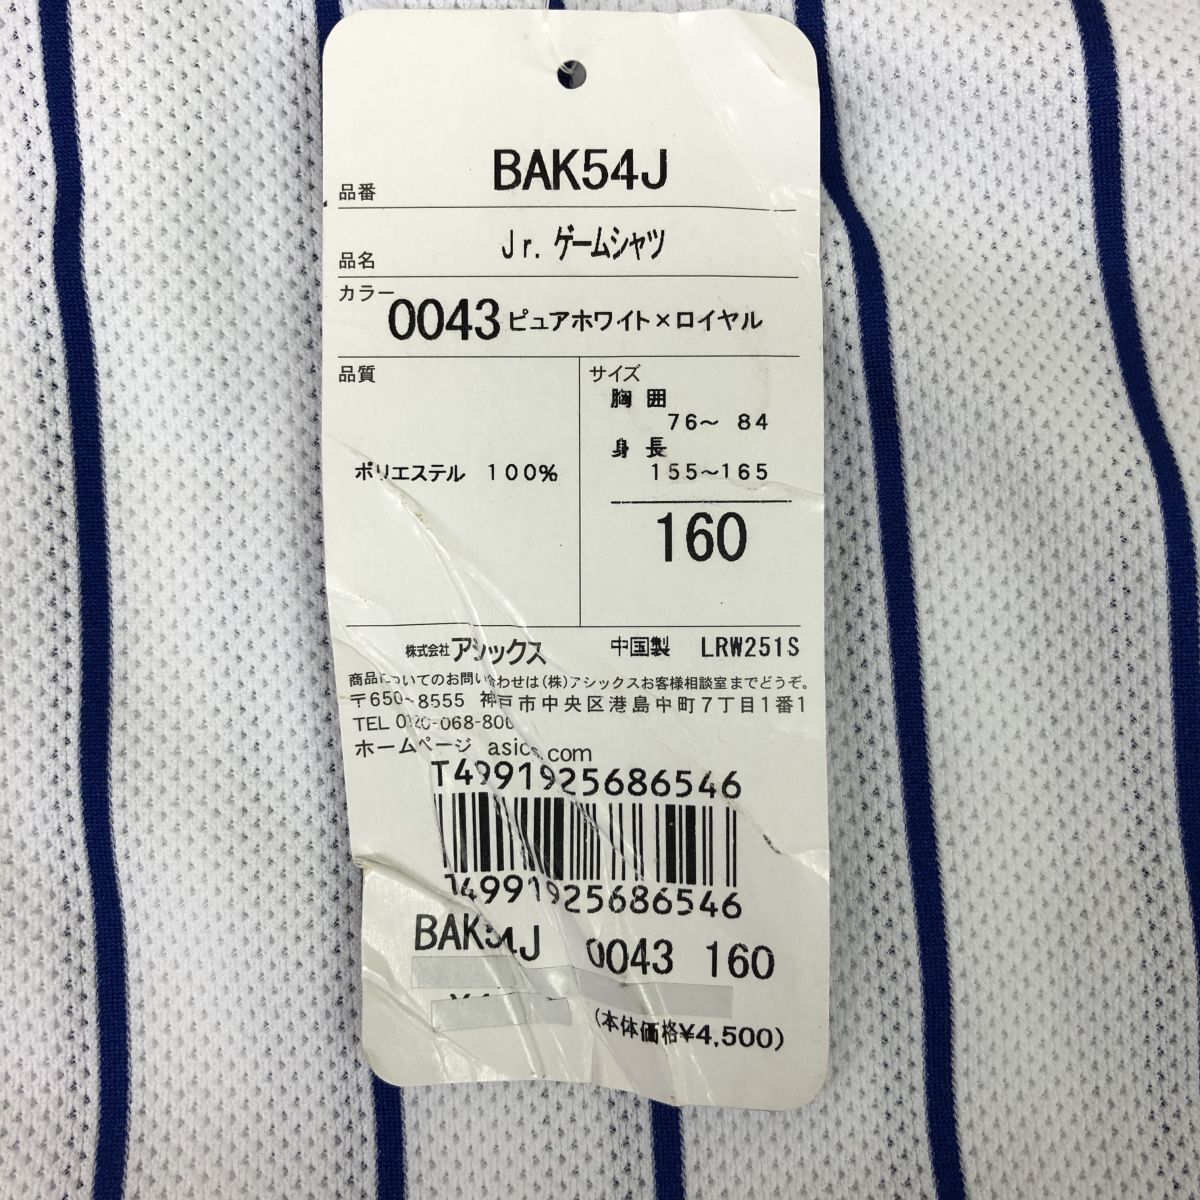 品番 BAK54J
品名 Jr. ゲームシャツ
カラー 0043 ピュアホワイト×ロイヤル
品質
ポリエステル 100%
サイズ
胸囲
76〜 84
身長
155〜165
160
株式会社アシックス 中国製 LRW251S
商品についてのお問い合わせは(株)アシックスお客様相談室までどうぞ。
〒650-8555 神戸市中央区港島中町7丁目1番1
TEL 0120-068-806
ホームページ asics.com
T4991925686546
T4991925686546
BAK54J 0043 160
(本体価格¥4,500)